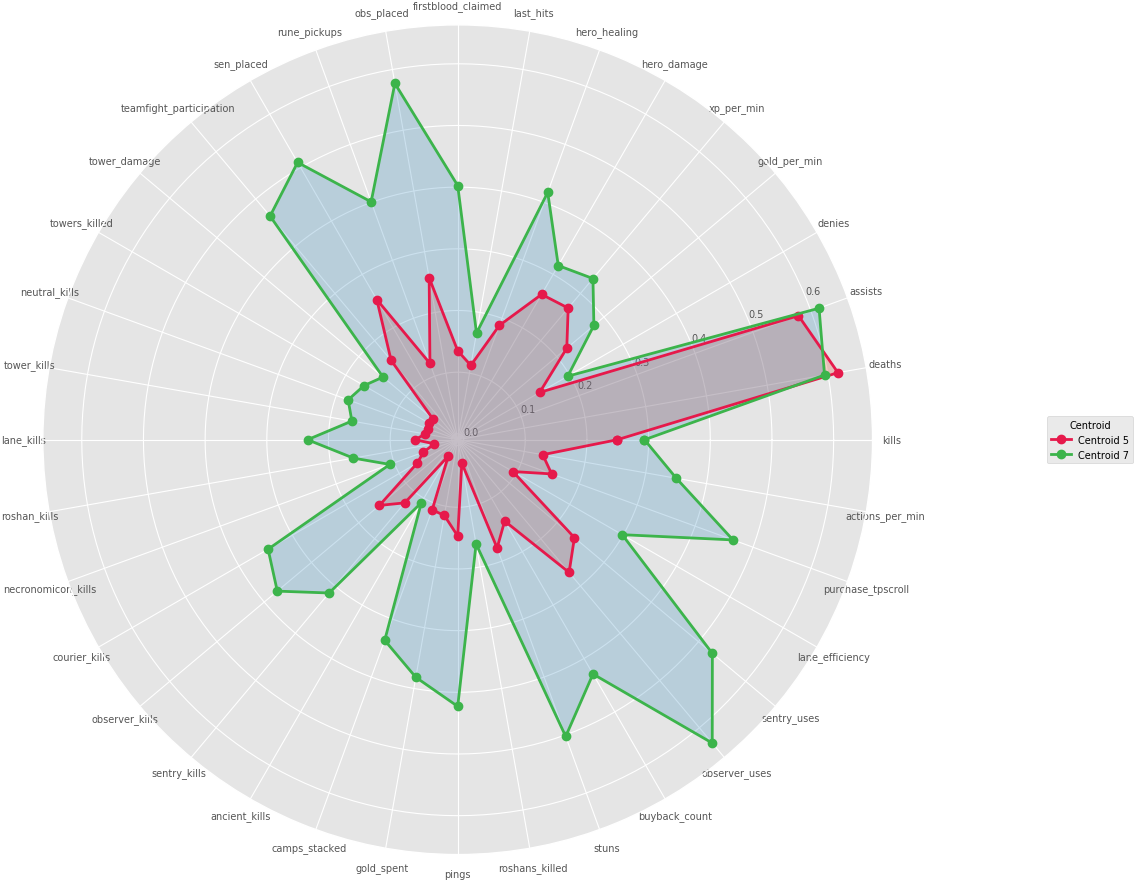 firstblood_claimed
obs_placed
last_hits
rune_pickups
hero_healing
sen_placed
hero_damage
teamfight_participation
xp_per_min
tower_damage
gold_per_min
towers_killed
denies
neutral_kills
assists
0.6
0.5
0.4
0.3
0.2
0.1
0.0
tower_kills
deaths
lane_kills
kills
Centroid
Centroid 5
Centroid 7
roshan_kills
actions_per_min
necronomicon_kills
purchase_tpscroll
courier_kills
lane_efficiency
observer_kills
sentry_uses
sentry_kills
observer_uses
ancient_kills
buyback_count
camps_stacked
stuns
gold_spent
roshans_killed
pings